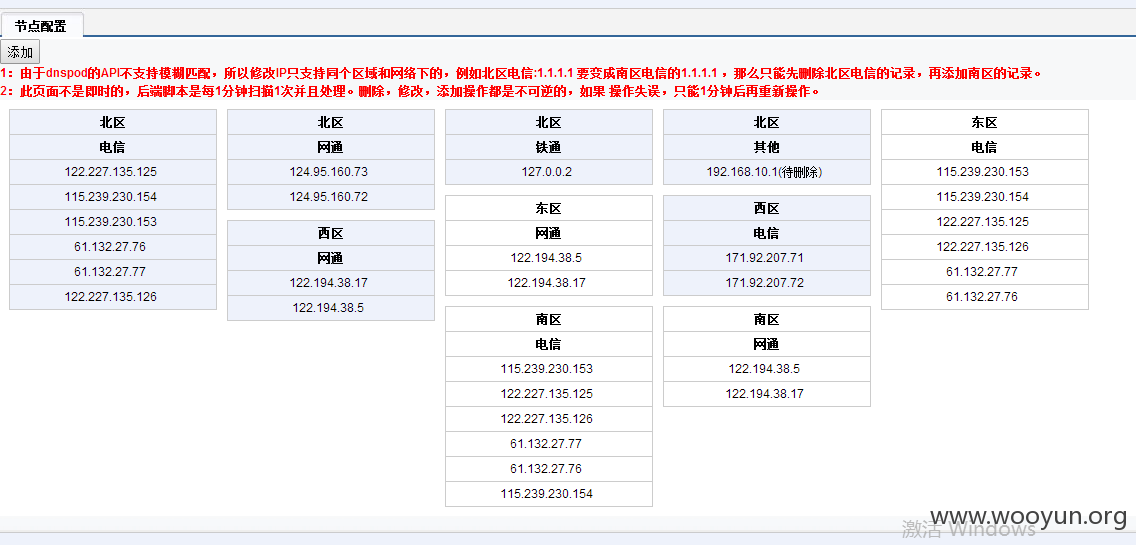 节点配置
添加
1：由于dnspod的API不支持模糊匹配，所以修改IP只支持同个区域和网络下的，例如北区电信:1.1.1.1 要变成南区电信的1.1.1.1 ，那么只能先删除北区电信的记录，再添加南区的记录。
2：此页面不是即时的，后端脚本是每1分钟扫描1次并且处理。删除，修改，添加操作都是不可逆的，如果 操作失误，只能1分钟后再重新操作。
北区
电信
122.227.135.125
115.239.230.154
115.239.230.153
61.132.27.76
61.132.27.77
122.227.135.126
北区
网通
124.95.160.73
124.95.160.72
西区
网通
122.194.38.17
122.194.38.5
北区
铁通
127.0.0.2
东区
网通
122.194.38.5
122.194.38.17
南区
电信
115.239.230.153
122.227.135.125
122.227.135.126
61.132.27.77
61.132.27.76
115.239.230.154
北区
其他
192.168.10.1(待删除)
西区
电信
171.92.207.71
171.92.207.72
南区
网通
122.194.38.5
122.194.38.17
东区
电信
115.239.230.153
115.239.230.154
122.227.135.125
122.227.135.126
61.132.27.77
61.132.27.76
www.wooyun.org
激活 Windows